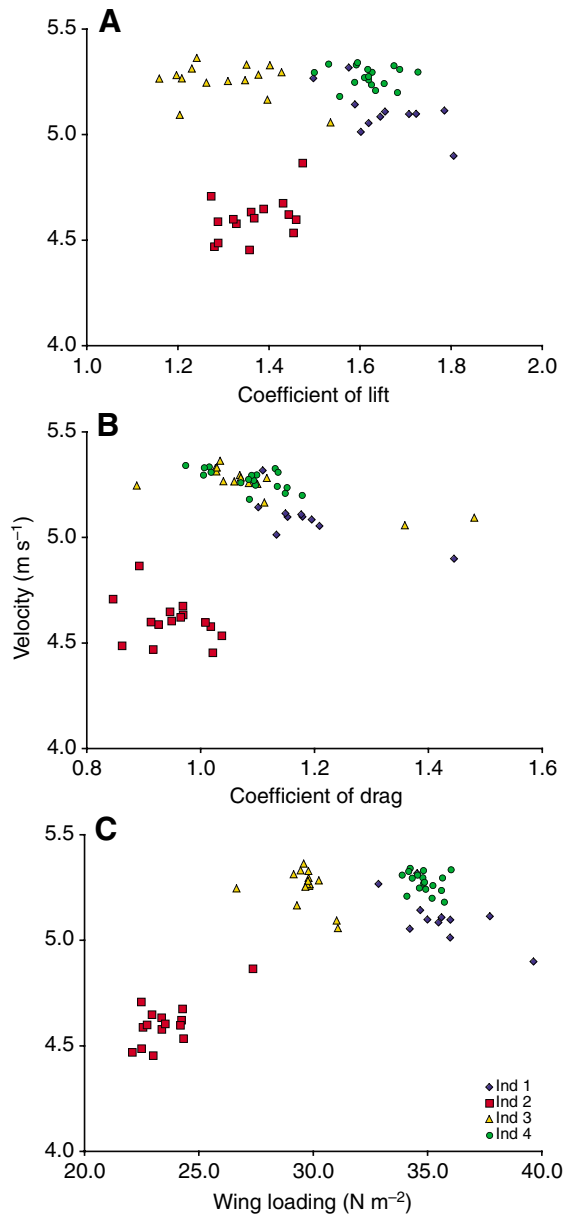 A
5.5
5.0
4.5
4.0
1.0 1.2 1.4 1.6 1.8 2.0
Coefficient of lift
B
5.5
5.0
4.5
4.0
Velocity (m s⁻¹)
0.8 1.0 1.2 1.4 1.6
Coefficient of drag
C
5.5
5.0
4.5
4.0
Ind 1
Ind 2
Ind 3
Ind 4
20.0 25.0 30.0 35.0 40.0
Wing loading (N m⁻²)